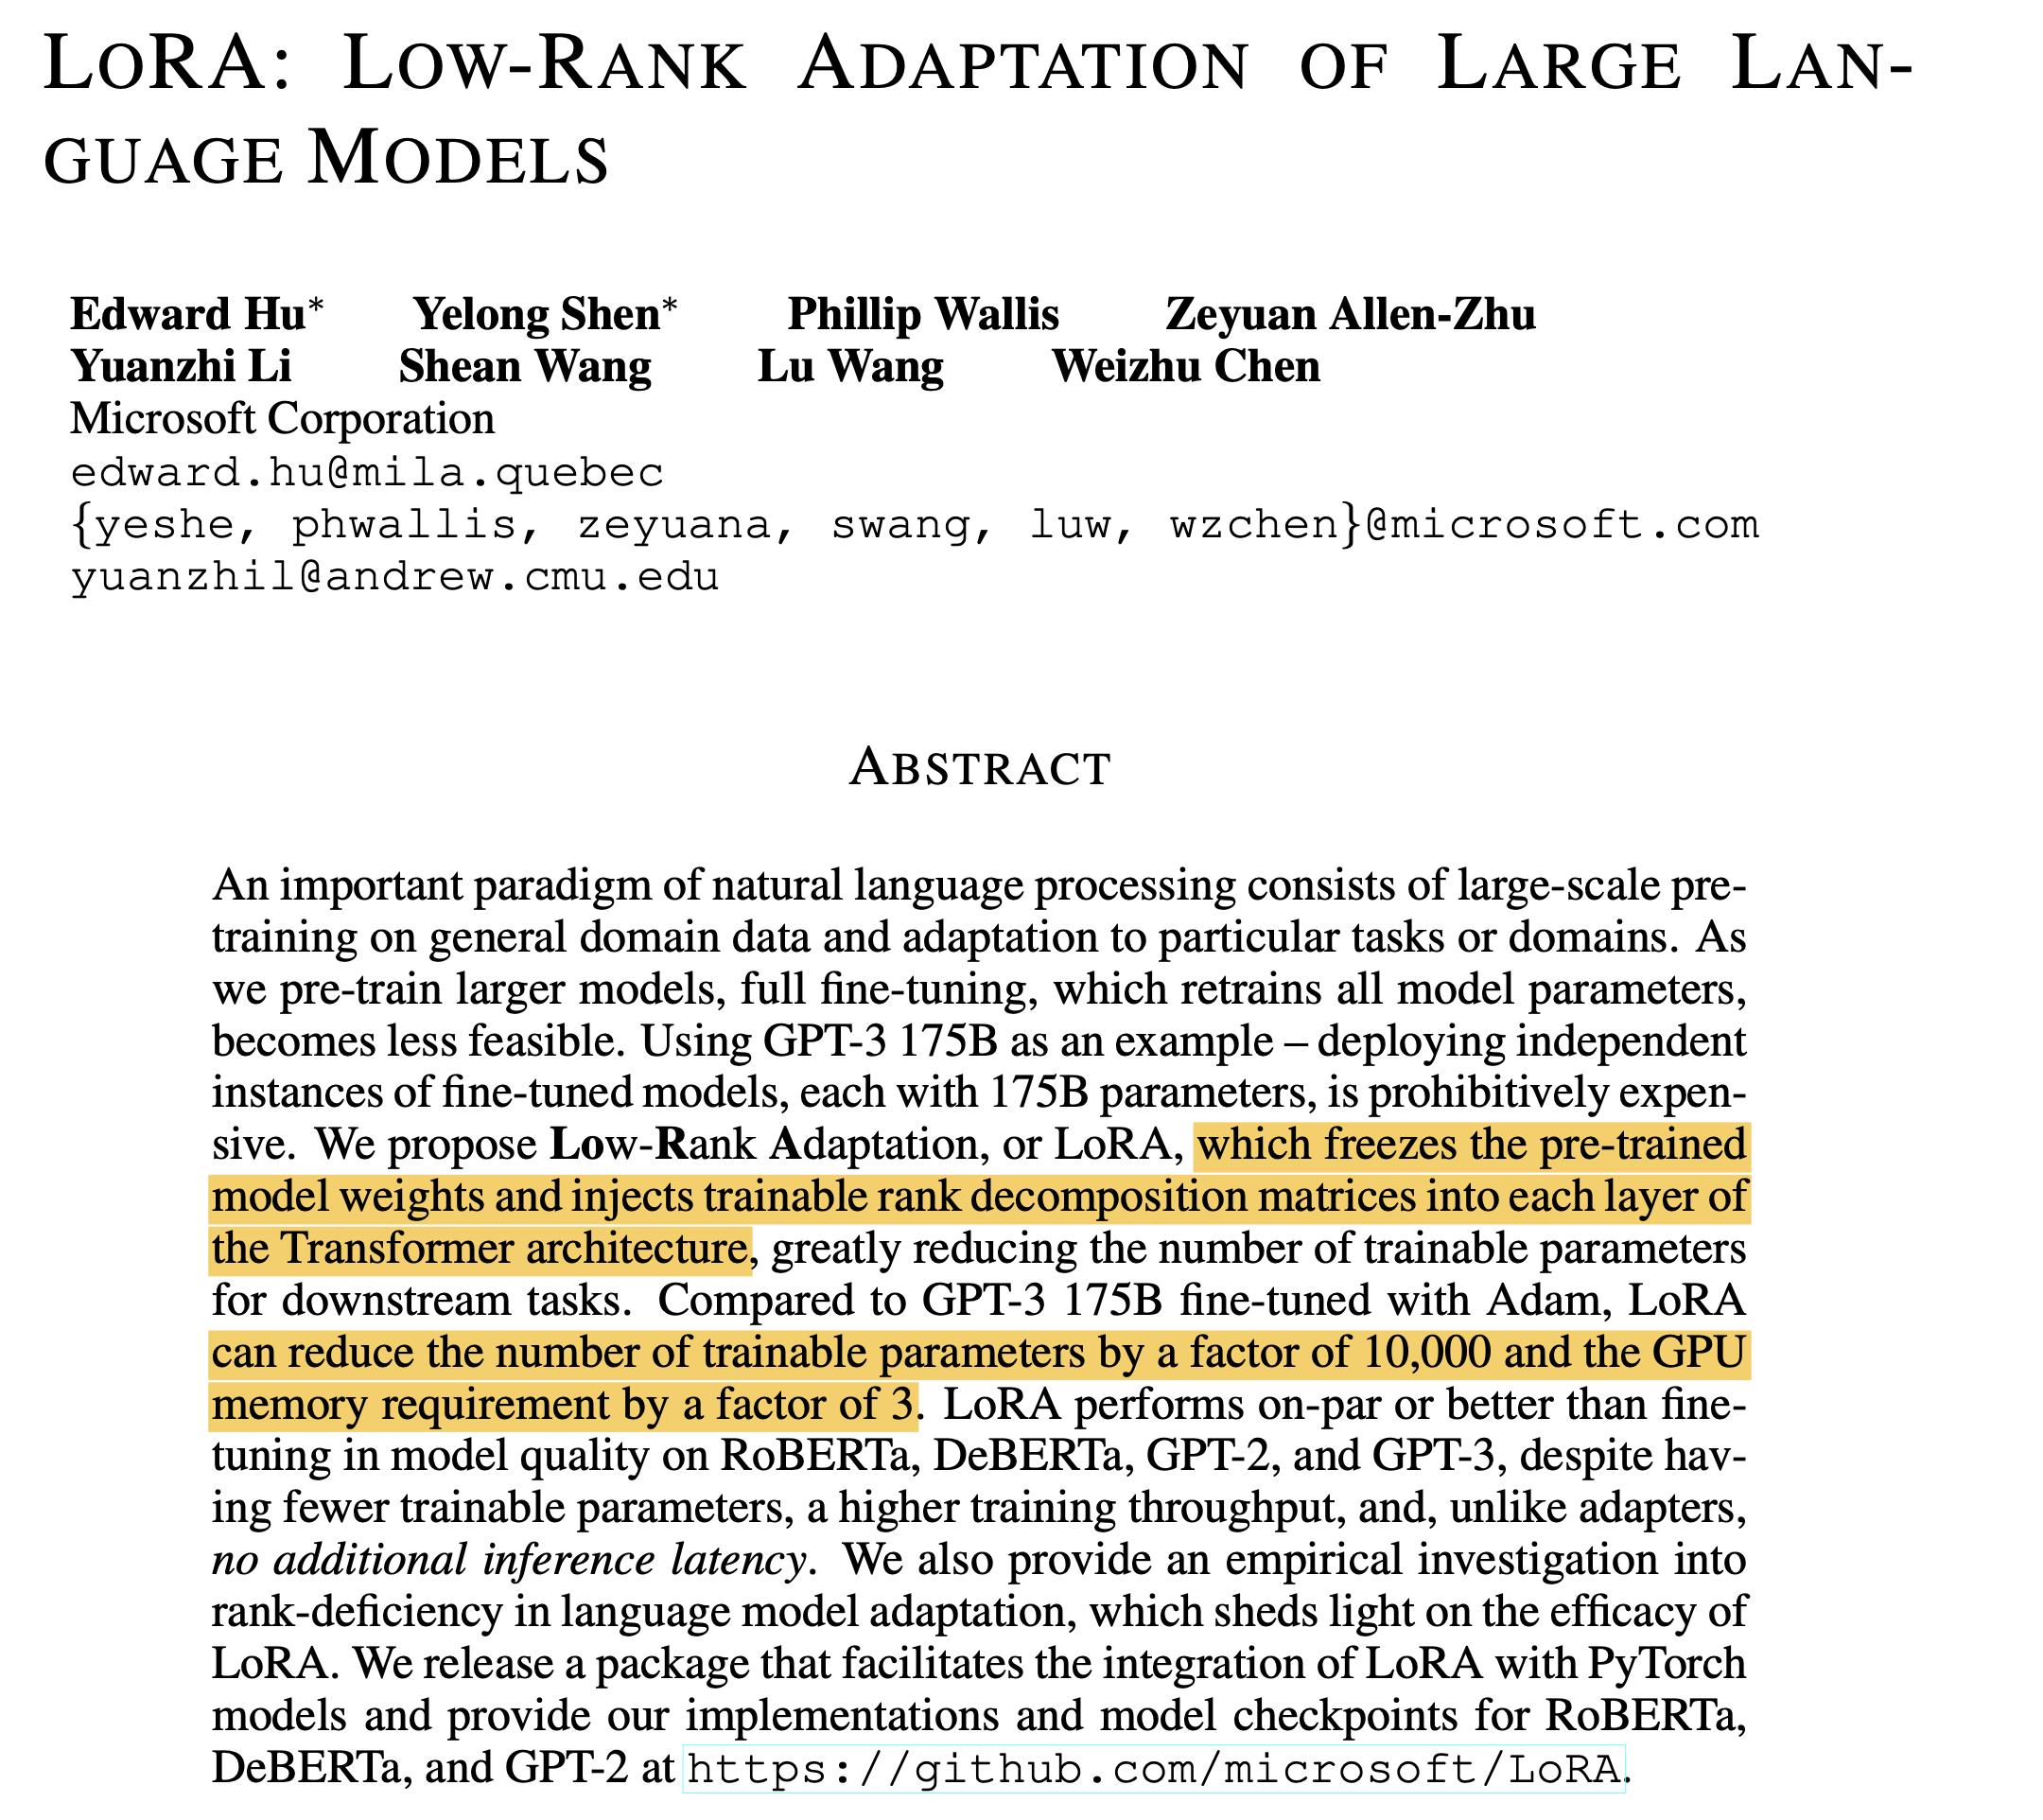 LoRA: Low-Rank Adaptation of Large Lan-
guage Models
Edward Hu* Yelong Shen* Phillip Wallis Zeyuan Allen-Zhu
Yuanzhi Li Shean Wang Lu Wang Weizhu Chen
Microsoft Corporation
edward.hu@mila.quebec
{yeshe, phwallis, zeyuana, swang, luw, wzchen}@microsoft.com
yuanzhil@andrew.cmu.edu
Abstract
An important paradigm of natural language processing consists of large-scale pre-
training on general domain data and adaptation to particular tasks or domains. As
we pre-train larger models, full fine-tuning, which retrains all model parameters,
becomes less feasible. Using GPT-3 175B as an example – deploying independent
instances of fine-tuned models, each with 175B parameters, is prohibitively expen-
sive. We propose Low-Rank Adaptation, or LoRA, which freezes the pre-trained
model weights and injects trainable rank decomposition matrices into each layer of
the Transformer architecture, greatly reducing the number of trainable parameters
for downstream tasks. Compared to GPT-3 175B fine-tuned with Adam, LoRA
can reduce the number of trainable parameters by a factor of 10,000 and the GPU
memory requirement by a factor of 3. LoRA performs on-par or better than fine-
tuning in model quality on RoBERTa, DeBERTa, GPT-2, and GPT-3, despite hav-
ing fewer trainable parameters, a higher training throughput, and, unlike adapters,
no additional inference latency. We also provide an empirical investigation into
rank-deficiency in language model adaptation, which sheds light on the efficacy of
LoRA. We release a package that facilitates the integration of LoRA with PyTorch
models and provide our implementations and model checkpoints for RoBERTa,
DeBERTa, and GPT-2 at https://github.com/microsoft/LoRA.